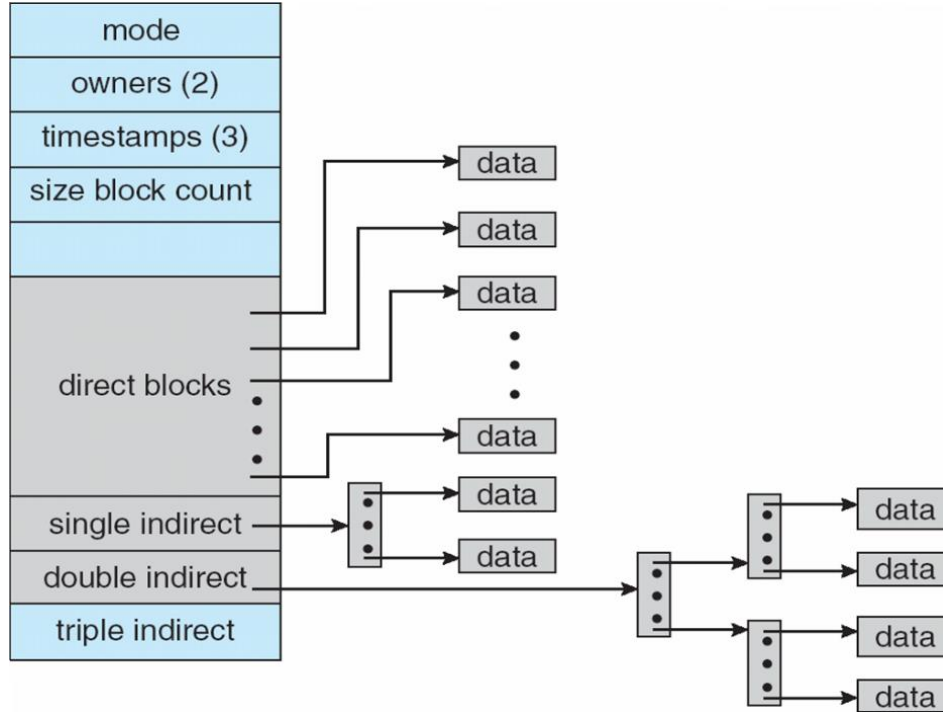 mode
owners (2)
timestamps (3)
size block count
direct blocks
single indirect
double indirect
triple indirect
data
data
data
data
data
data
data
data
data
data